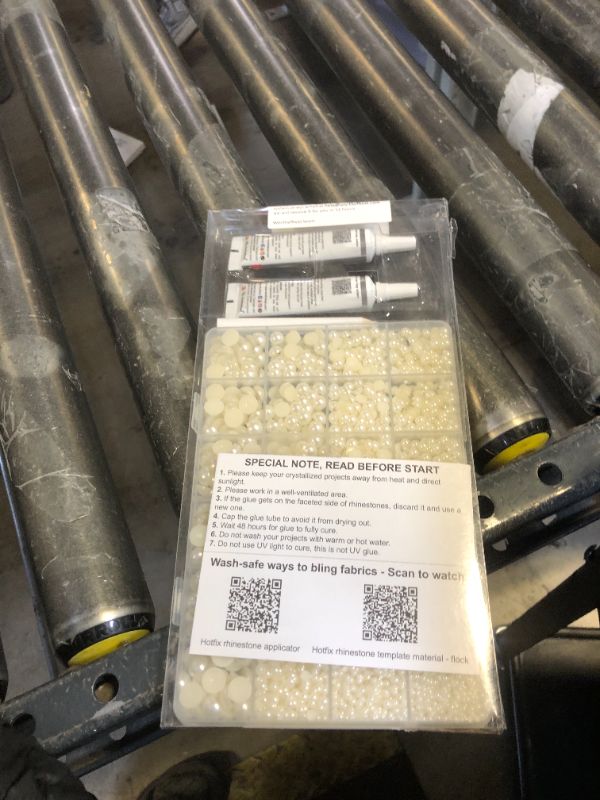 SPECIAL NOTE, READ BEFORE START
1. Please keep your crystallized projects away from heat and direct
sunlight.
2. Please work in a well-ventilated area.
3. If the glue gets on the faceted side of rhinestones, discard it and use a
new one.
4. Cap the glue tube to avoid it from drying out.
5. Wait 48 hours for glue to fully cure.
6. Do not wash your projects with warm or hot water.
7. Do not use UV light to cure, this is not UV glue.
Wash-safe ways to bling fabrics - Scan to watch
Hotfix rhinestone applicator
Hotfix rhinestone template material - flock